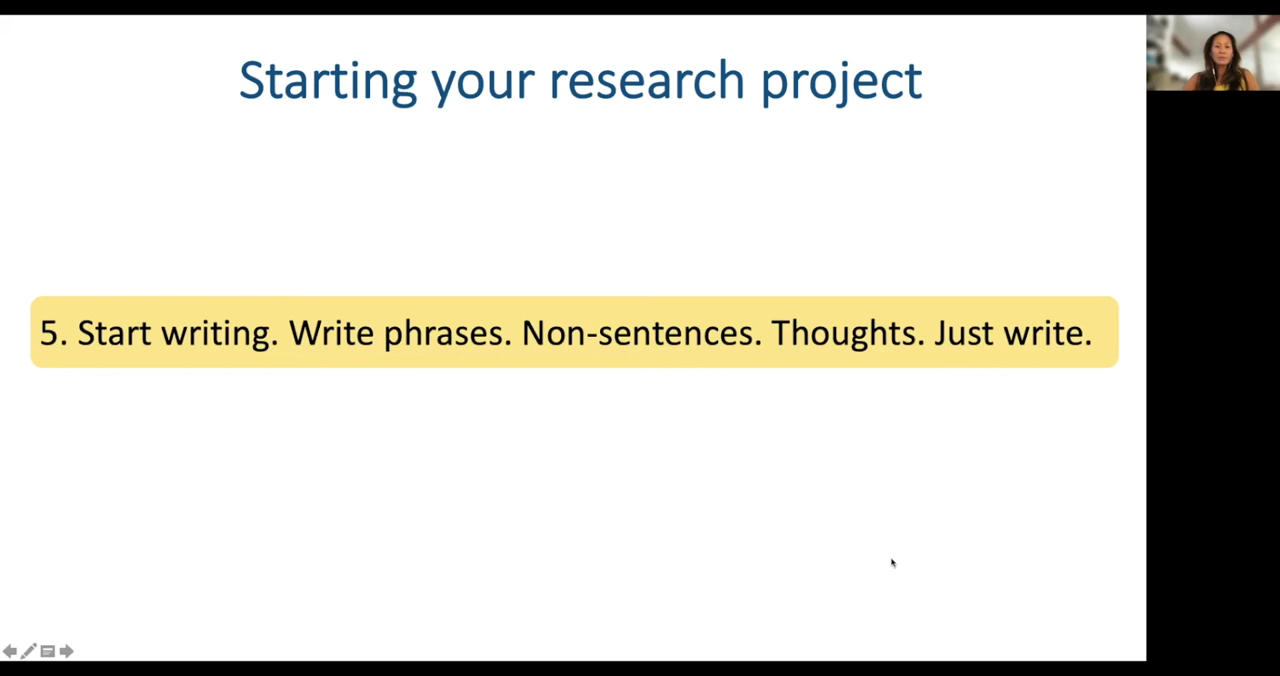 Starting your research project
5. Start writing. Write phrases. Non-sentences. Thoughts. Just write.